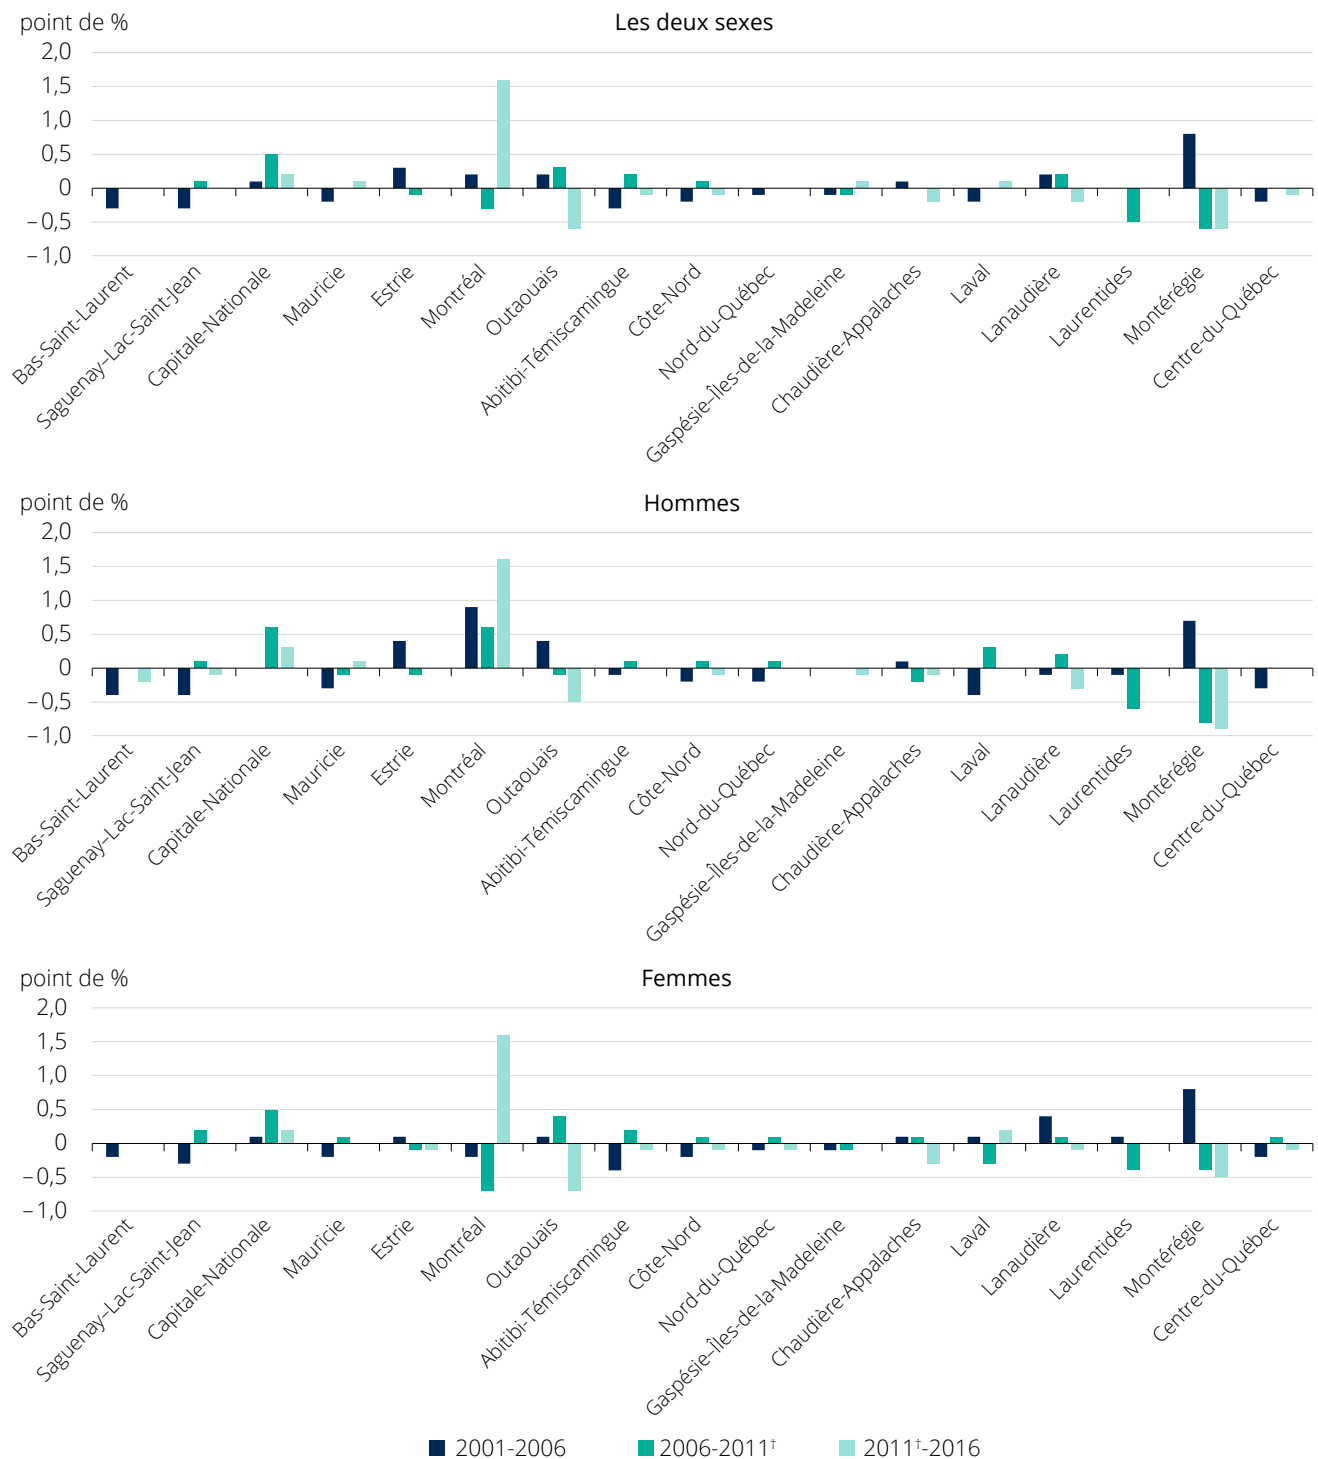 point de %
Les deux sexes
2,0
1,5
1,0
0,5
0
–0,5
–1,0
Bas-Saint-Laurent
Saguenay–Lac-Saint-Jean
Capitale-Nationale
Mauricie
Estrie
Montréal
Outaouais
Abitibi-Témiscamingue
Côte-Nord
Nord-du-Québec
Gaspésie–Îles-de-la-Madeleine
Chaudière-Appalaches
Laval
Lanaudière
Laurentides
Montérégie
Centre-du-Québec
point de %
Hommes
2,0
1,5
1,0
0,5
0
–0,5
–1,0
Bas-Saint-Laurent
Saguenay–Lac-Saint-Jean
Capitale-Nationale
Mauricie
Estrie
Montréal
Outaouais
Abitibi-Témiscamingue
Côte-Nord
Nord-du-Québec
Gaspésie–Îles-de-la-Madeleine
Chaudière-Appalaches
Laval
Lanaudière
Laurentides
Montérégie
Centre-du-Québec
point de %
Femmes
2,0
1,5
1,0
0,5
0
–0,5
–1,0
Bas-Saint-Laurent
Saguenay–Lac-Saint-Jean
Capitale-Nationale
Mauricie
Estrie
Montréal
Outaouais
Abitibi-Témiscamingue
Côte-Nord
Nord-du-Québec
Gaspésie–Îles-de-la-Madeleine
Chaudière-Appalaches
Laval
Lanaudière
Laurentides
Montérégie
Centre-du-Québec
2001-2006 2006-2011† 2011†-2016